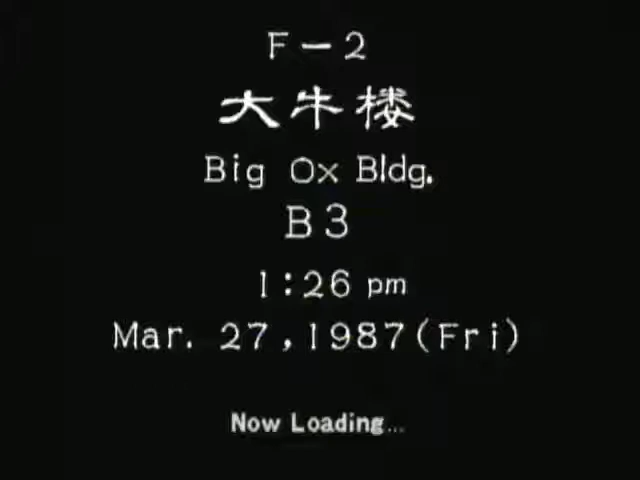 F-2
大牛楼
Big Ox Bldg.
B3
1:26 pm
Mar. 27,1987(Fri)
Now Loading...